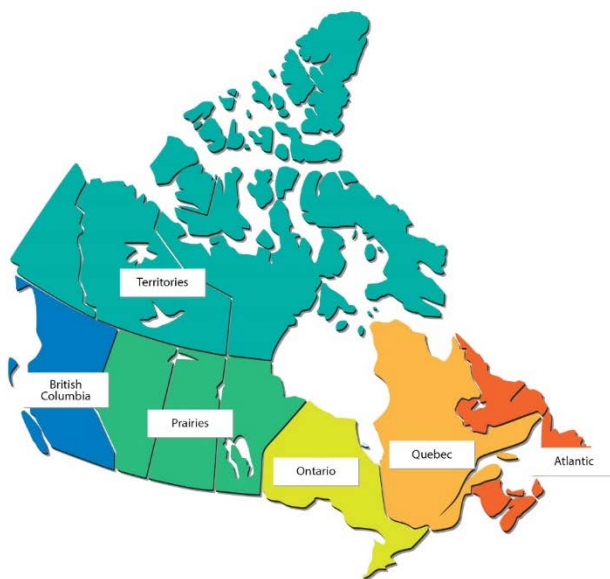 Territories
British
Columbia
Prairies
Ontario
Quebec
Atlantic